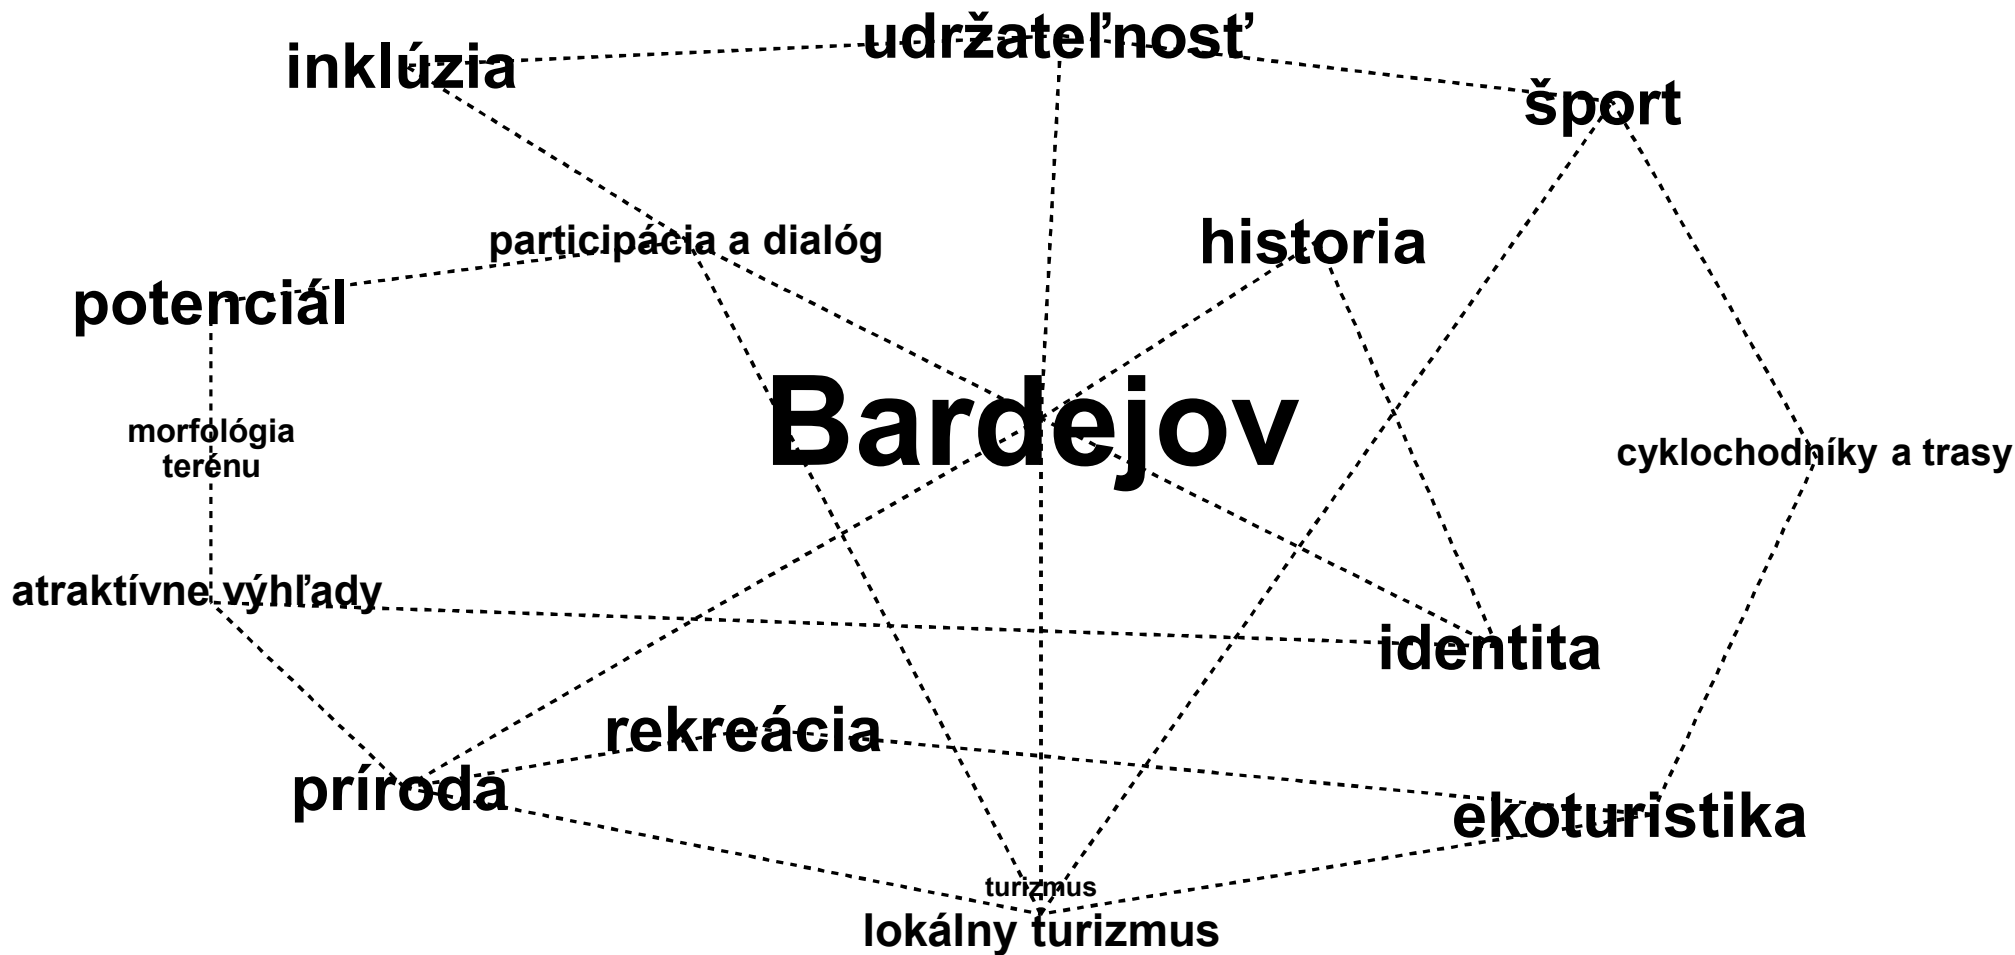 udržateľnosť
inklúzia
šport
participácia a dialóg
historia
potenciál
Bardejov
morfológia
terénu
cyklochodníky a trasy
atraktívne výhľady
identita
rekreácia
príroda
ekoturistika
turizmus
lokálny turizmus